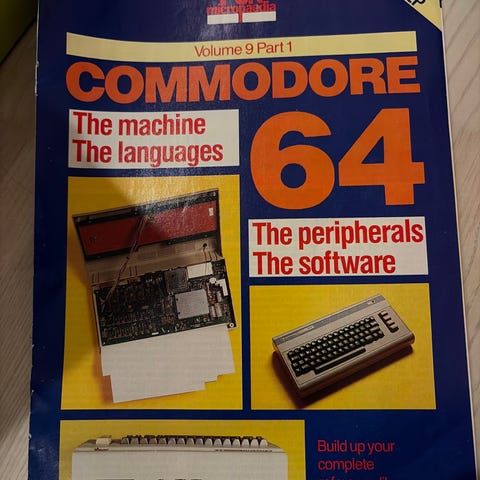 micropaedia
Volume 9 Part 1
COMMODORE
64
The machine
The languages
The peripherals
The software
Build up your
complete